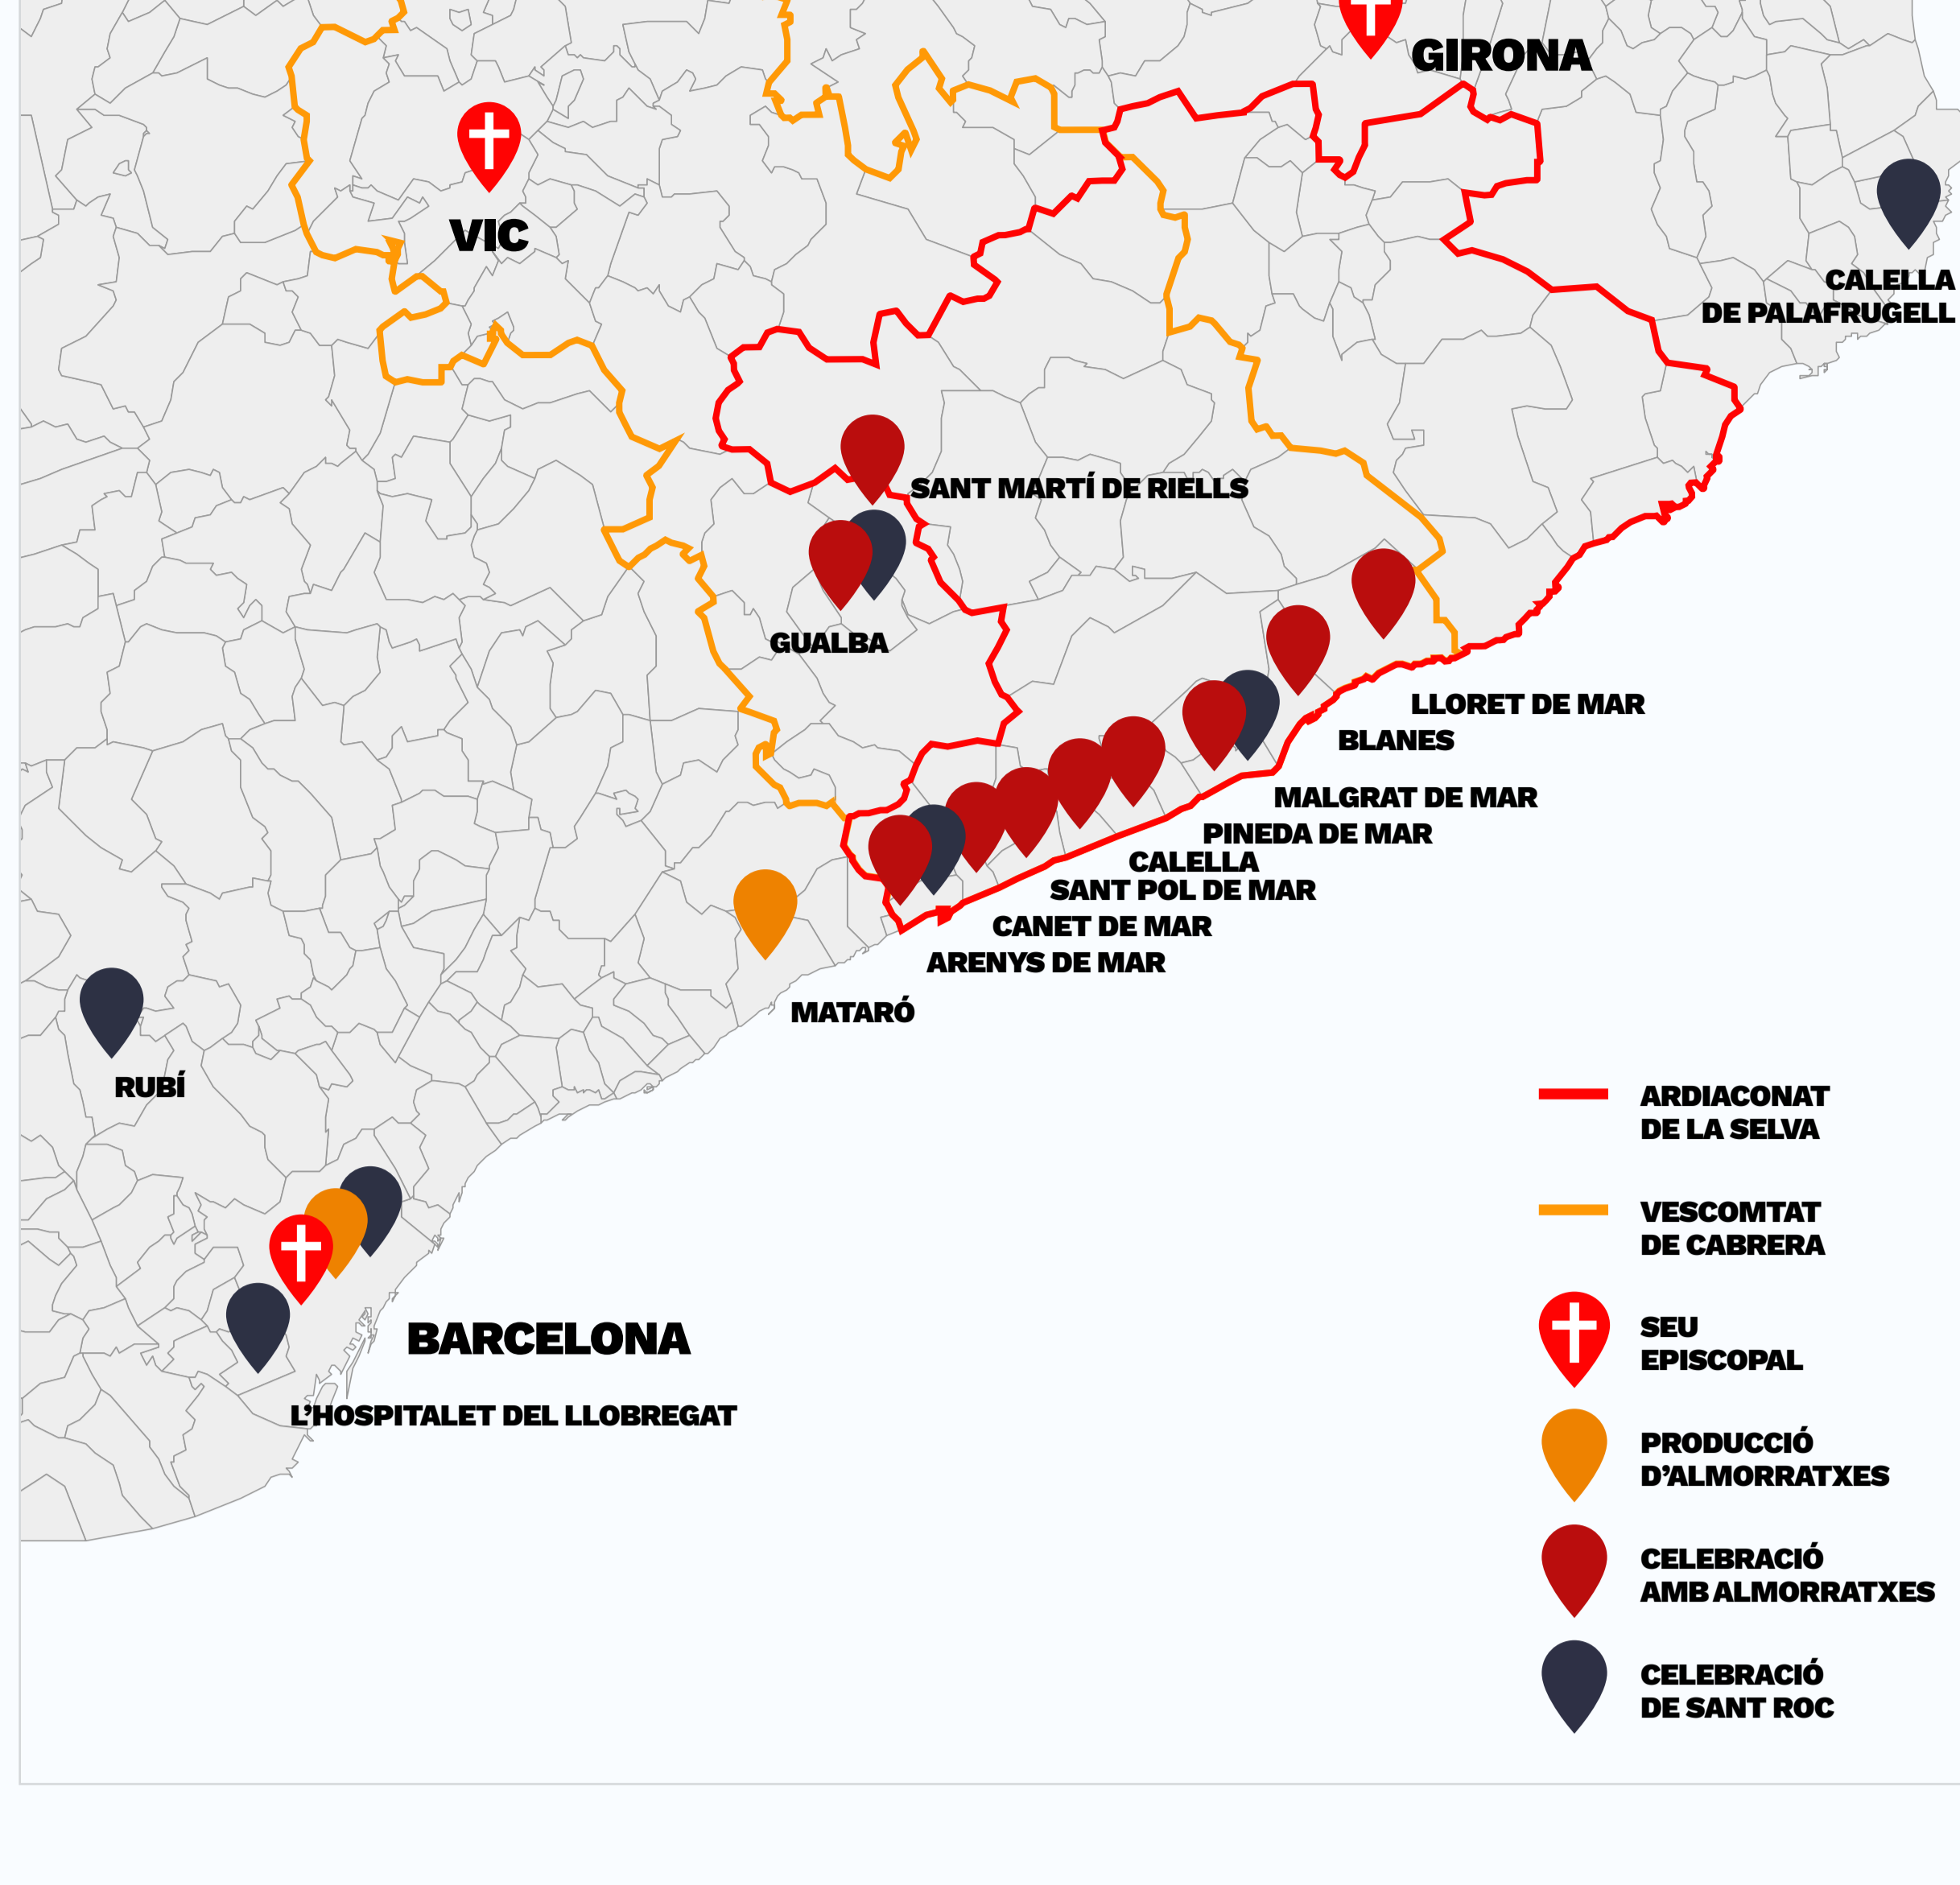 GIRONA
VIC
CALELLA
DE PALAFRUGELL
SANT MARTÍ DE RIELLS
GUALBA
LLORET DE MAR
BLANES
MALGRAT DE MAR
PINEDA DE MAR
CALELLA
SANT POL DE MAR
CANET DE MAR
ARENYS DE MAR
MATARÓ
RUBÍ
BARCELONA
L'HOSPITALET DEL LLOBREGAT
ARDIACONAT
DE LA SELVA
VESCOMTAT
DE CABRERA
SEU
EPISCOPAL
PRODUCCIÓ
D'ALMORRATXES
CELEBRACIÓ
AMB ALMORRATXES
CELEBRACIÓ
DE SANT ROC